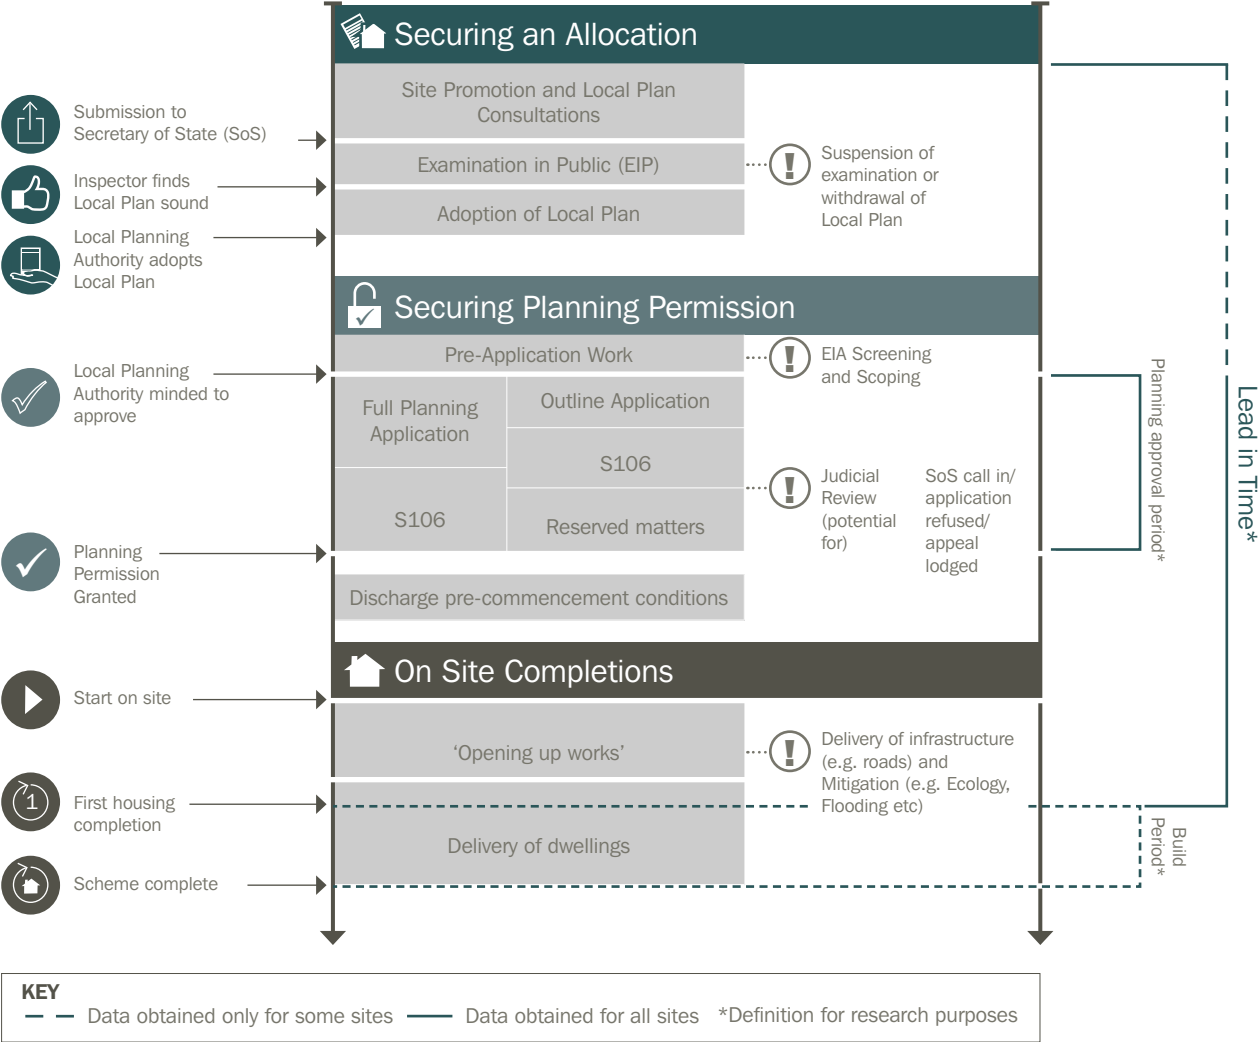 Securing an Allocation
Site Promotion and Local Plan
Consultations
Submission to
Secretary of State (SoS)
Examination in Public (EIP)
Suspension of
examination or
withdrawal of
Local Plan
Inspector finds
Local Plan sound
Adoption of Local Plan
Local Planning
Authority adopts
Local Plan
Securing Planning Permission
Pre-Application Work
EIA Screening
and Scoping
Local Planning
Authority minded to
approve
Full Planning
Application
S106
Outline Application
S106
Reserved matters
Judicial
Review
(potential
for)
SoS call in/
application
refused/
appeal
lodged
Planning approval period*
Lead in Time*
Planning
Permission
Granted
Discharge pre-commencement conditions
On Site Completions
Start on site
‘Opening up works’
Delivery of infrastructure
(e.g. roads) and
Mitigation (e.g. Ecology,
Flooding etc)
1
First housing
completion
Delivery of dwellings
Build
Period*
Scheme complete
KEY
Data obtained only for some sites
Data obtained for all sites
*Definition for research purposes